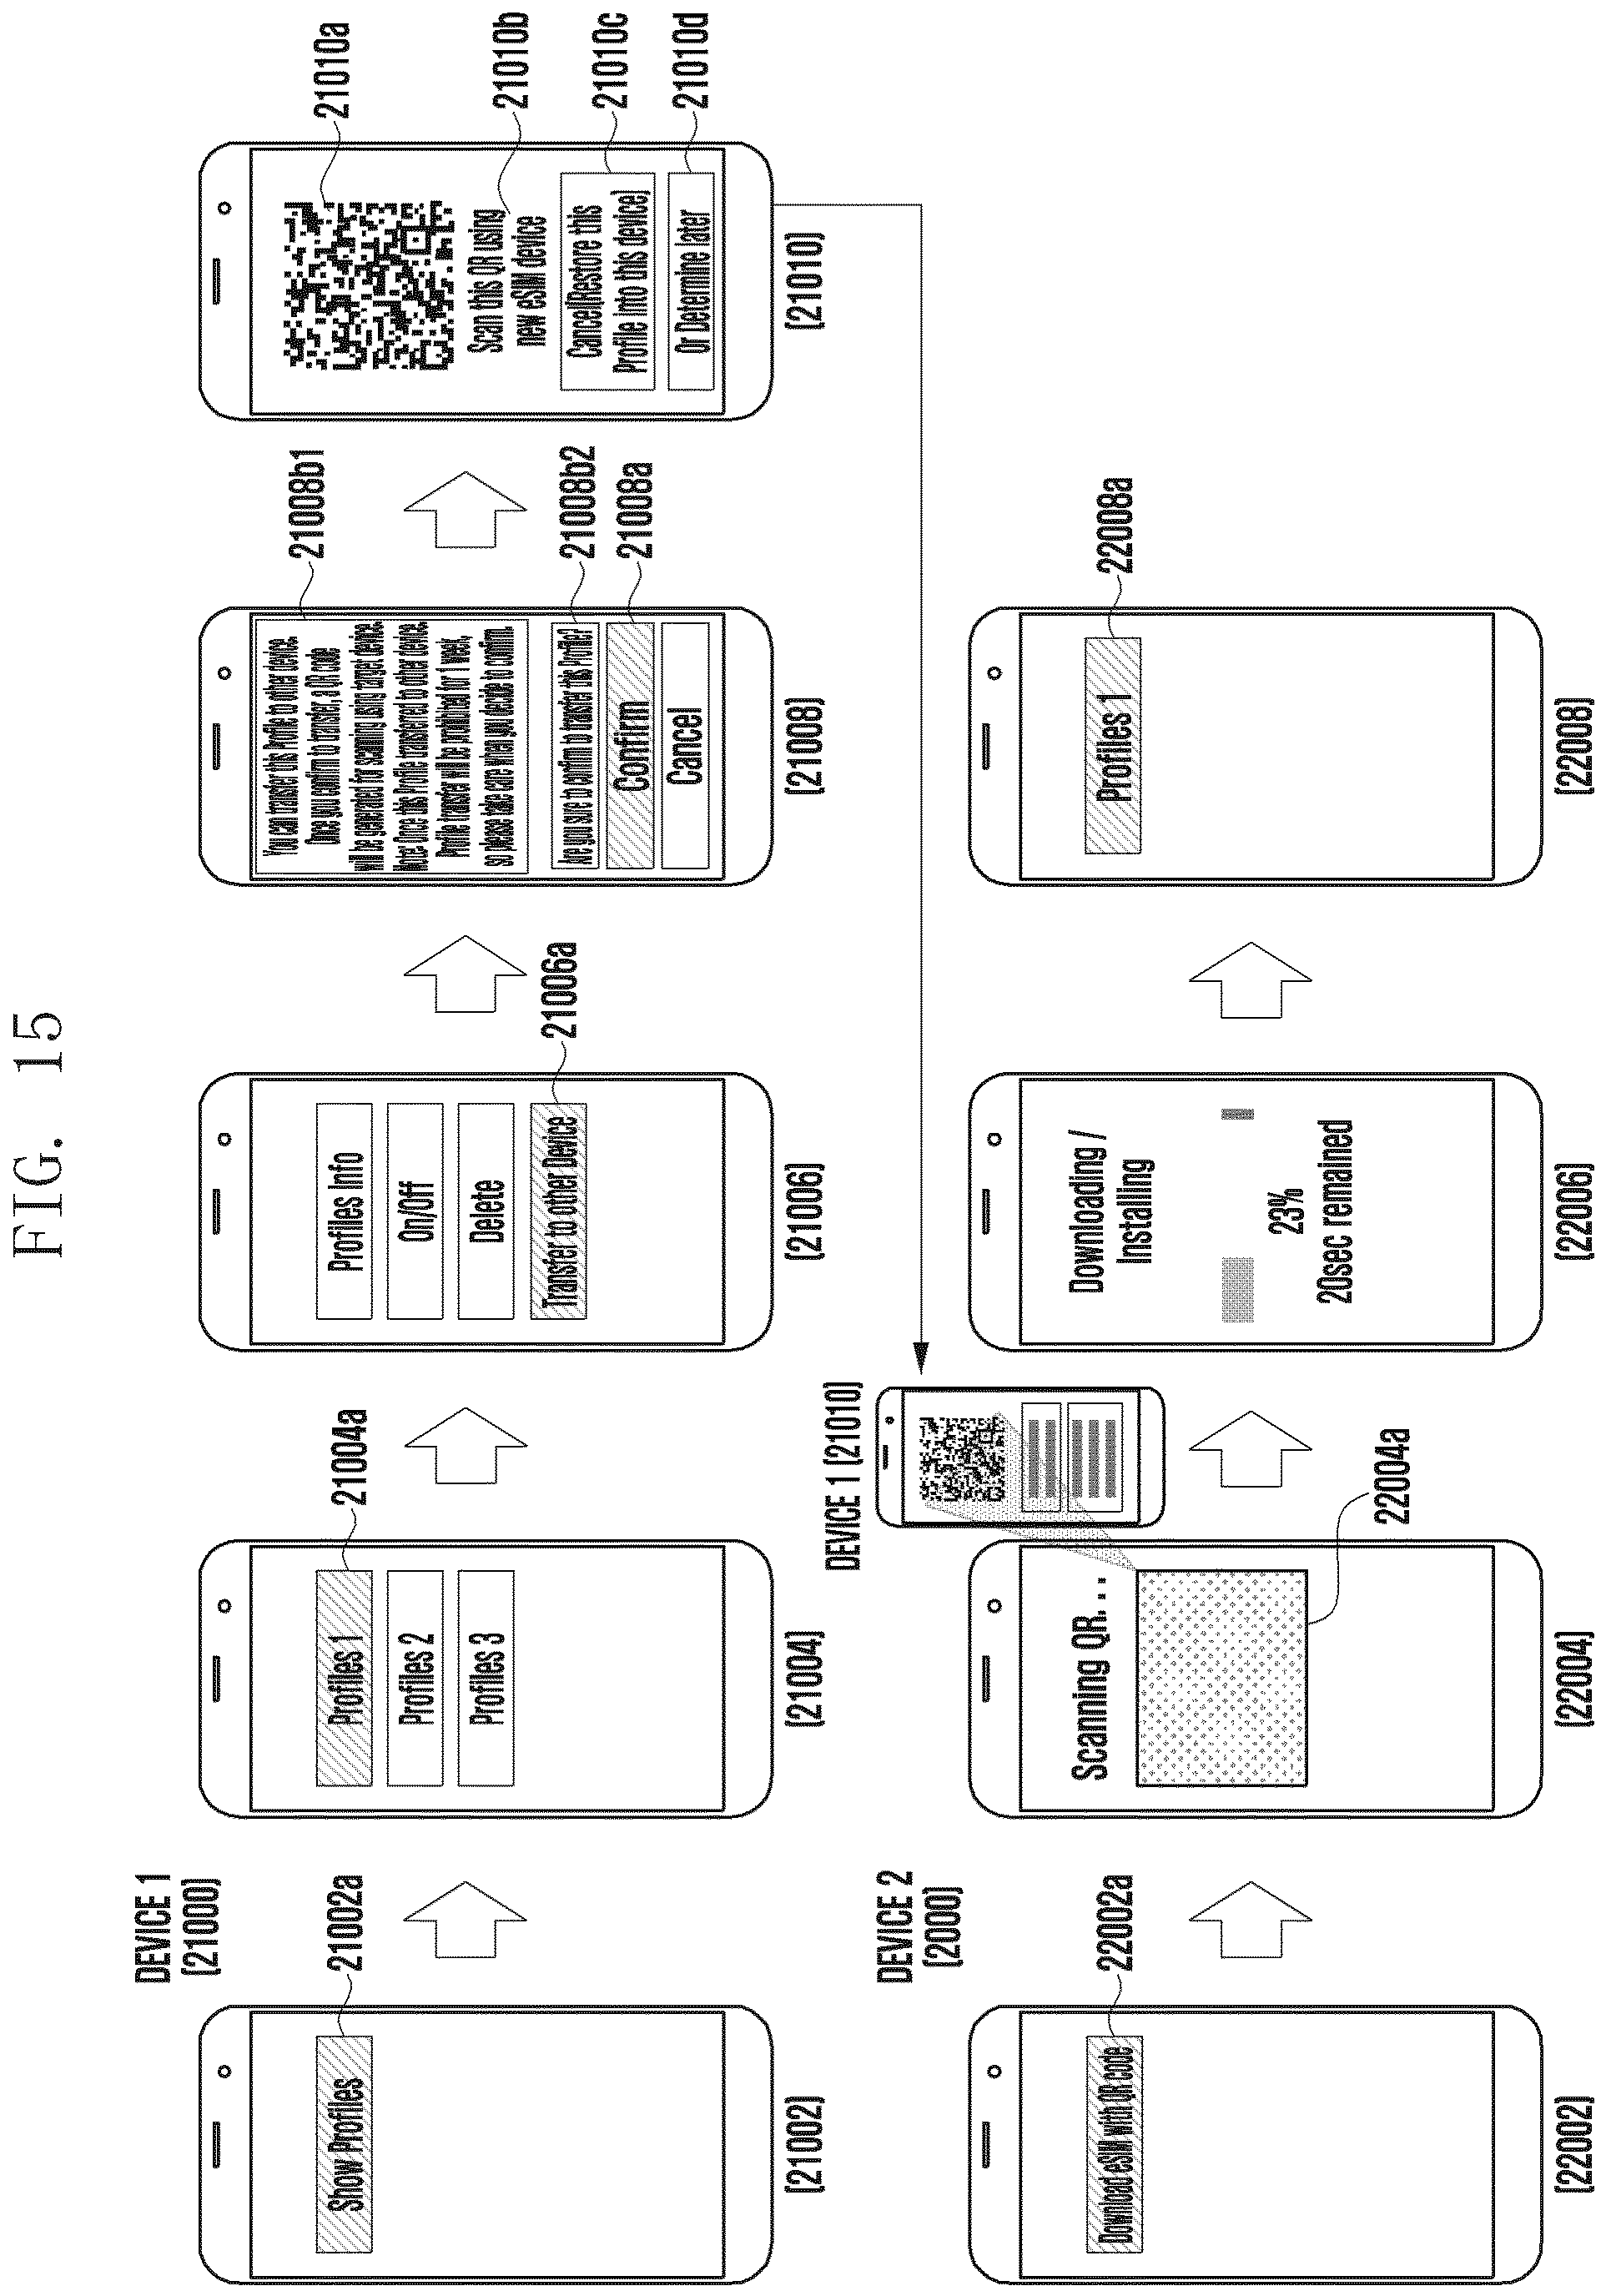 FIG. 15
DEVICE 1
[21000]
Show Profiles
21002a
[21002]
Profiles 1
Profiles 2
Profiles 3
21004a
[21004]
Profiles Info
On/Off
Delete
Transfer to other Device
21006a
[21006]
You can transfer this Profile to other device.
Once you confirm to transfer, a QR code
will be generated for scanning using target device.
Note: Once this Profile transferred to other device.
Profile transfer will be prohibited for 1 week,
so please take care when you decide to confirm.
21008b1
Are you sure to confirm to transfer this Profile?
21008b2
Confirm
21008a
Cancel
[21008]
21010a
Scan this QR using
new eSIM device
21010b
Cancel(Restore this
Profile into this device)
21010c
Or Determine later
21010d
[21010]
DEVICE 2
[2000]
Download eSIM with QR code
22002a
[22002]
DEVICE 1 [21010]
Scanning QR. . .
22004a
[22004]
Downloading /
Installing
23%
20sec remained
[22006]
Profiles 1
22008a
[22008]